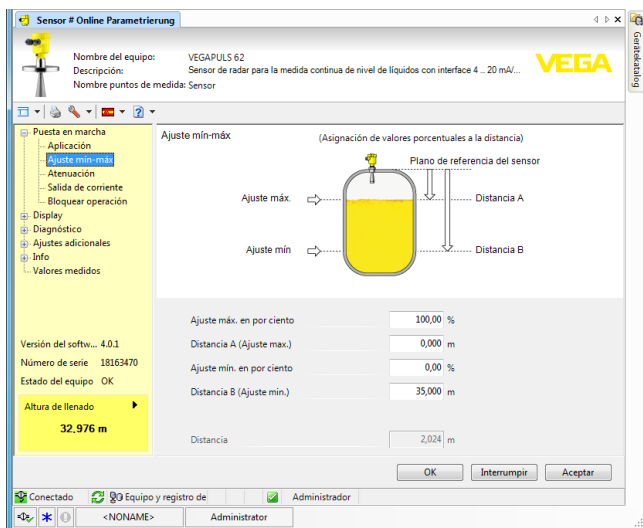 Sensor # Online Parametrierung
Gerätekatalog
Nombre del equipo: VEGAPULS 62
Descripción: Sensor de radar para la medida continua de nivel de líquidos con interface 4 .. 20 mA/...
Nombre puntos de medida: Sensor
VEGA
Puesta en marcha
Aplicación
Ajuste mín-máx
Atenuación
Salida de corriente
Bloquear operación
Display
Diagnóstico
Ajustes adicionales
Info
Valores medidos
Versión del softw... 4.0.1
Número de serie 18163470
Estado del equipo OK
Altura de llenado
32,976 m
Ajuste mín-máx
(Asignación de valores porcentuales a la distancia)
Plano de referencia del sensor
Ajuste máx. Distancia A
Ajuste mín Distancia B
Ajuste máx. en por ciento 100,00 %
Distancia A (Ajuste max.) 0,000 m
Ajuste mín. en por ciento 0,00 %
Distancia B (Ajuste min.) 35,000 m
Distancia 2,024 m
OK Interrumpir Aceptar
Conectado Equipo y registro de Administrador
<NONAME> Administrator